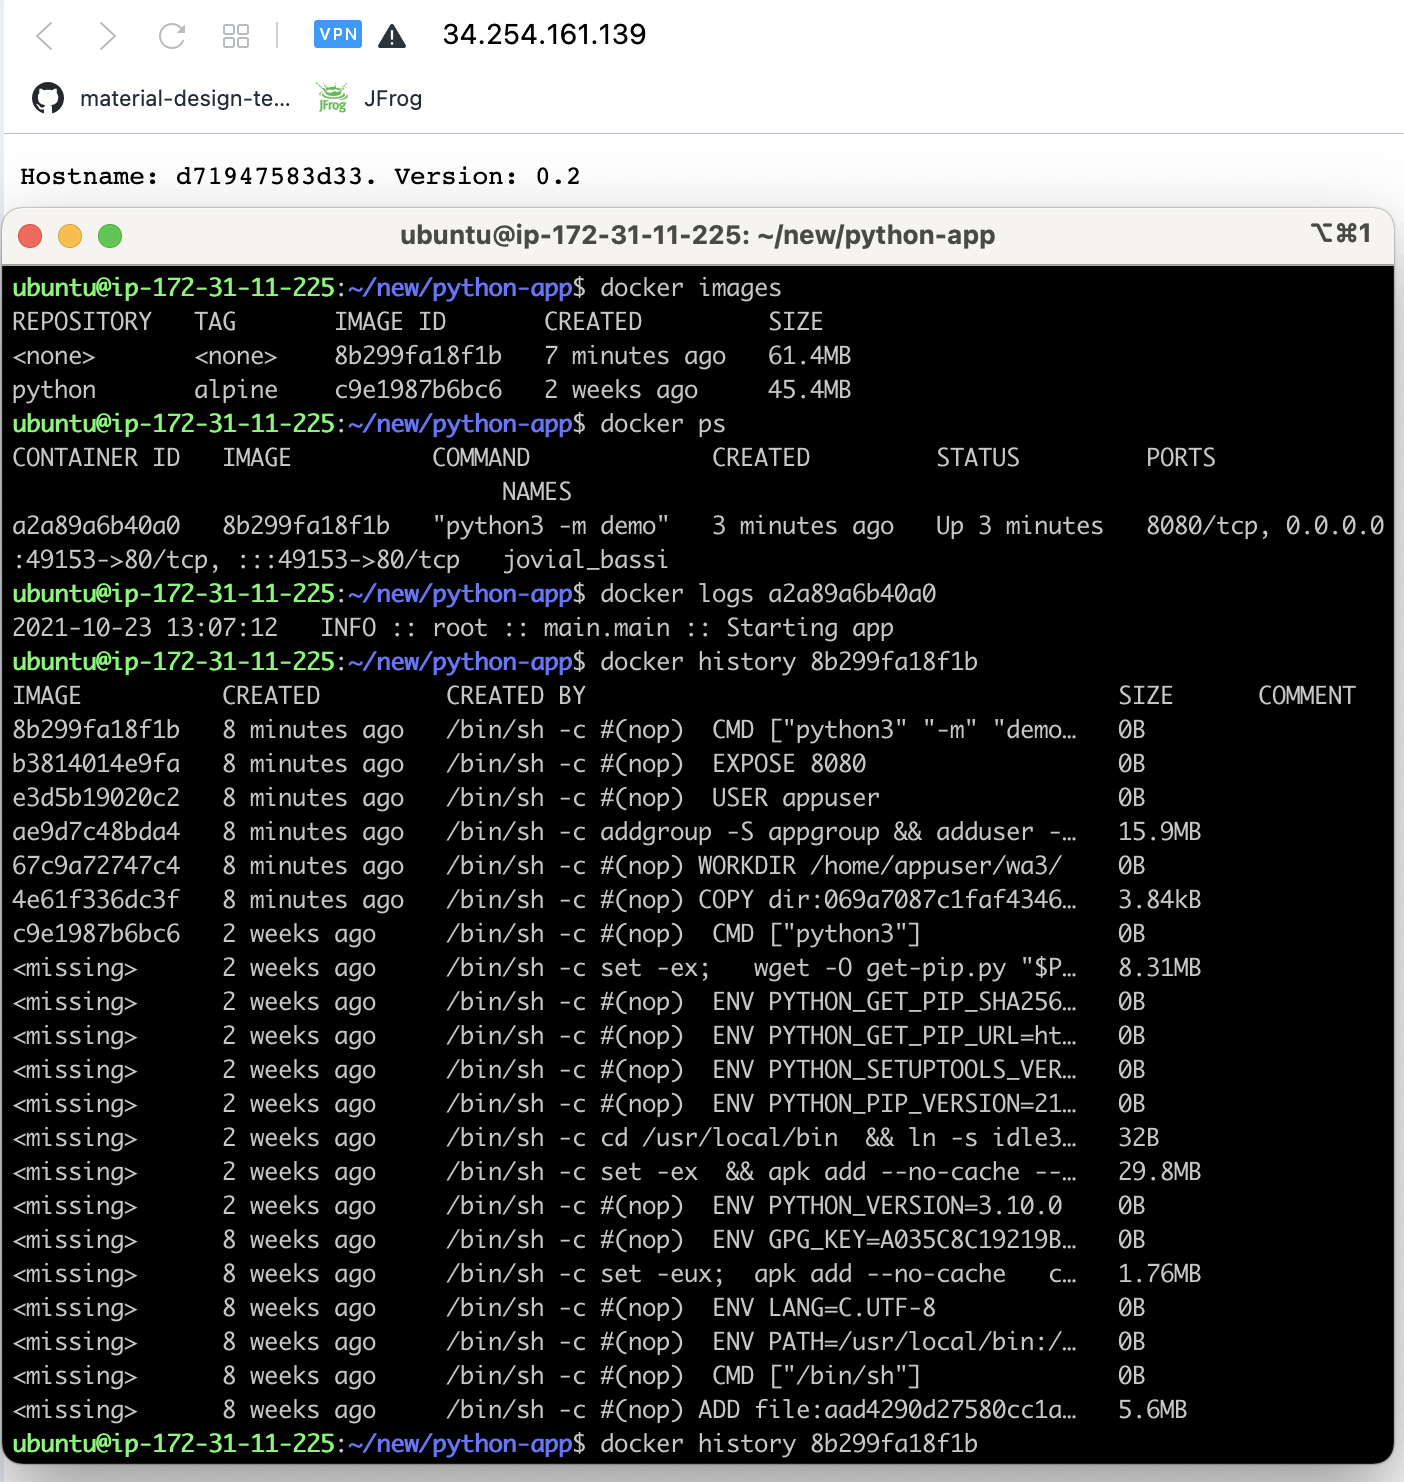 VPN 34.254.161.139
material-design-te... JFrog JFrog
Hostname: d71947583d33. Version: 0.2
ubuntu@ip-172-31-11-225: ~/new/python-app ⌥⌘1
ubuntu@ip-172-31-11-225:~/new/python-app$ docker images
REPOSITORY   TAG       IMAGE ID       CREATED         SIZE
<none>       <none>    8b299fa18f1b   7 minutes ago   61.4MB
python       alpine    c9e1987b6bc6   2 weeks ago     45.4MB
ubuntu@ip-172-31-11-225:~/new/python-app$ docker ps
CONTAINER ID   IMAGE          COMMAND             CREATED         STATUS         PORTS
                                   NAMES
a2a89a6b40a0   8b299fa18f1b   "python3 -m demo"   3 minutes ago   Up 3 minutes   8080/tcp, 0.0.0.0
:49153->80/tcp, :::49153->80/tcp   jovial_bassi
ubuntu@ip-172-31-11-225:~/new/python-app$ docker logs a2a89a6b40a0
2021-10-23 13:07:12   INFO :: root :: main.main :: Starting app
ubuntu@ip-172-31-11-225:~/new/python-app$ docker history 8b299fa18f1b
IMAGE          CREATED         CREATED BY                                      SIZE      COMMENT
8b299fa18f1b   8 minutes ago   /bin/sh -c #(nop)  CMD ["python3" "-m" "demo…   0B
b3814014e9fa   8 minutes ago   /bin/sh -c #(nop)  EXPOSE 8080                  0B
e3d5b19020c2   8 minutes ago   /bin/sh -c #(nop)  USER appuser                 0B
ae9d7c48bda4   8 minutes ago   /bin/sh -c addgroup -S appgroup && adduser -…   15.9MB
67c9a72747c4   8 minutes ago   /bin/sh -c #(nop) WORKDIR /home/appuser/wa3/    0B
4e61f336dc3f   8 minutes ago   /bin/sh -c #(nop) COPY dir:069a7087c1faf4346…   3.84kB
c9e1987b6bc6   2 weeks ago     /bin/sh -c #(nop)  CMD ["python3"]              0B
<missing>      2 weeks ago     /bin/sh -c set -ex;   wget -O get-pip.py "$P…   8.31MB
<missing>      2 weeks ago     /bin/sh -c #(nop)  ENV PYTHON_GET_PIP_SHA256…   0B
<missing>      2 weeks ago     /bin/sh -c #(nop)  ENV PYTHON_GET_PIP_URL=ht…   0B
<missing>      2 weeks ago     /bin/sh -c #(nop)  ENV PYTHON_SETUPTOOLS_VER…   0B
<missing>      2 weeks ago     /bin/sh -c #(nop)  ENV PYTHON_PIP_VERSION=21…   0B
<missing>      2 weeks ago     /bin/sh -c cd /usr/local/bin  && ln -s idle3…   32B
<missing>      2 weeks ago     /bin/sh -c set -ex  && apk add --no-cache --…   29.8MB
<missing>      2 weeks ago     /bin/sh -c #(nop)  ENV PYTHON_VERSION=3.10.0    0B
<missing>      8 weeks ago     /bin/sh -c #(nop)  ENV GPG_KEY=A035C8C19219B…   0B
<missing>      8 weeks ago     /bin/sh -c set -eux;  apk add --no-cache   c…   1.76MB
<missing>      8 weeks ago     /bin/sh -c #(nop)  ENV LANG=C.UTF-8             0B
<missing>      8 weeks ago     /bin/sh -c #(nop)  ENV PATH=/usr/local/bin:/…   0B
<missing>      8 weeks ago     /bin/sh -c #(nop)  CMD ["/bin/sh"]              0B
<missing>      8 weeks ago     /bin/sh -c #(nop) ADD file:aad4290d27580cc1a…   5.6MB
ubuntu@ip-172-31-11-225:~/new/python-app$ docker history 8b299fa18f1b